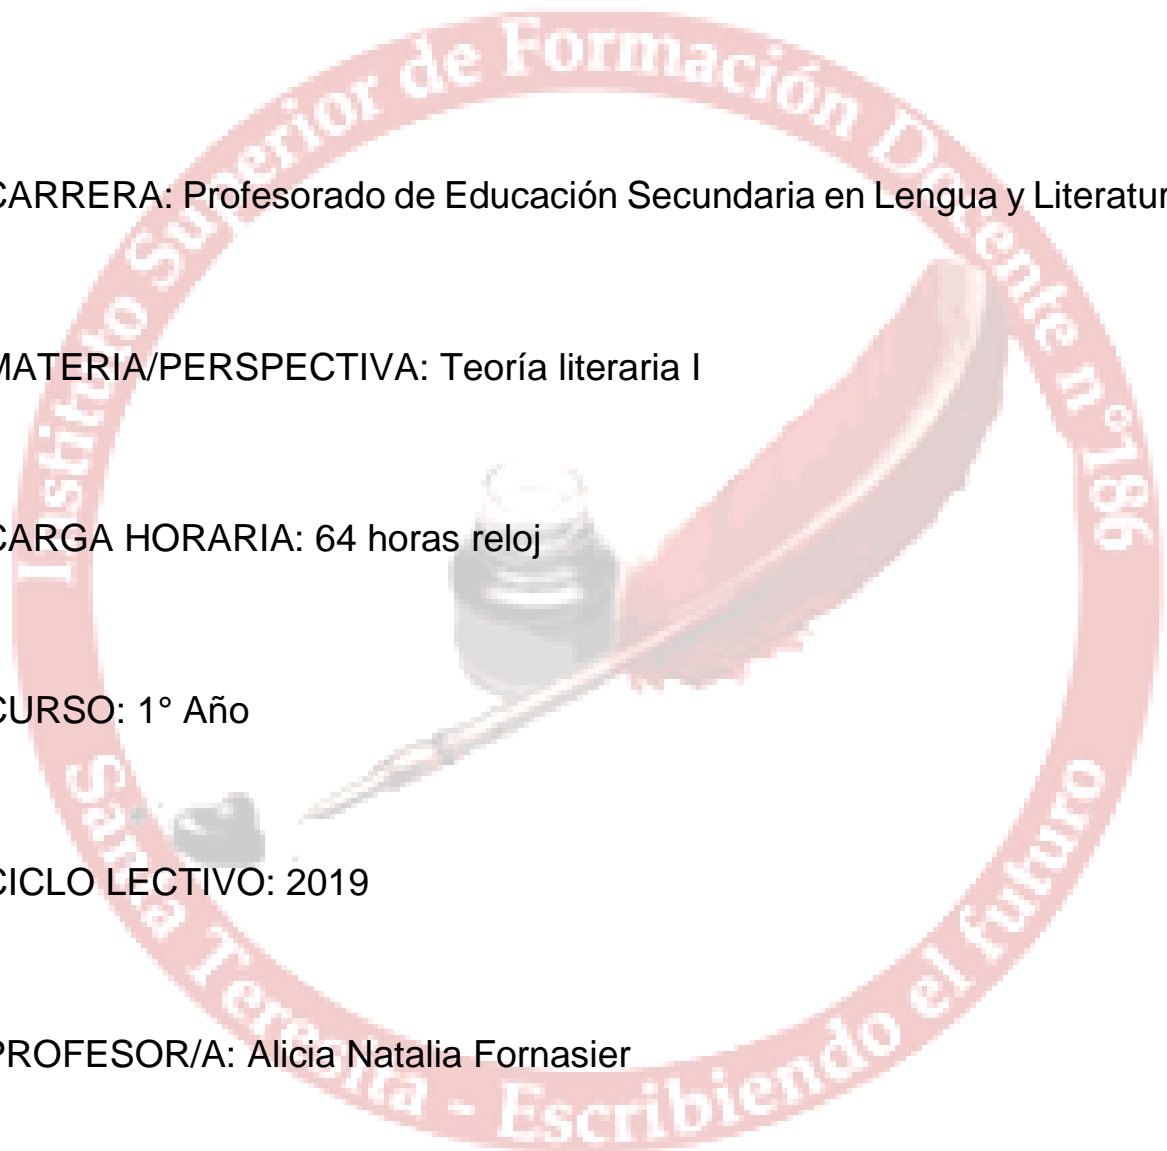 Instituto Superior de Formación Docente n°186
CARRERA: Profesorado de Educación Secundaria en Lengua y Literatur
MATERIA/PERSPECTIVA: Teoría literaria I
CARGA HORARIA: 64 horas reloj
CURSO: 1° Año
CICLO LECTIVO: 2019
PROFESOR/A: Alicia Natalia Fornasier
Santa Teresita - Escribiendo el futuro